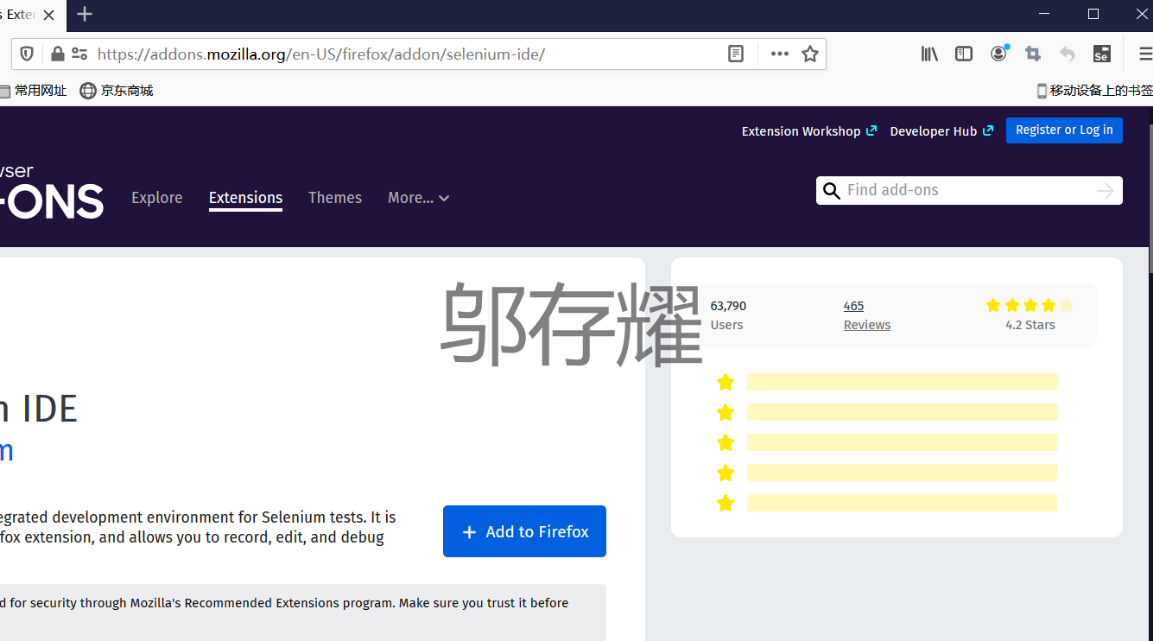 s Exter
https://addons.mozilla.org/en-US/firefox/addon/selenium-ide/
常用网址 京东商城 移动设备上的书签
Extension Workshop Developer Hub Register or Log in
wser
-ONS Explore Extensions Themes More... Find add-ons
邬存耀
63,790 465
Users Reviews 4.2 Stars
n IDE
m
egrated development environment for Selenium tests. It is
fox extension, and allows you to record, edit, and debug
+ Add to Firefox
d for security through Mozilla's Recommended Extensions program. Make sure you trust it before